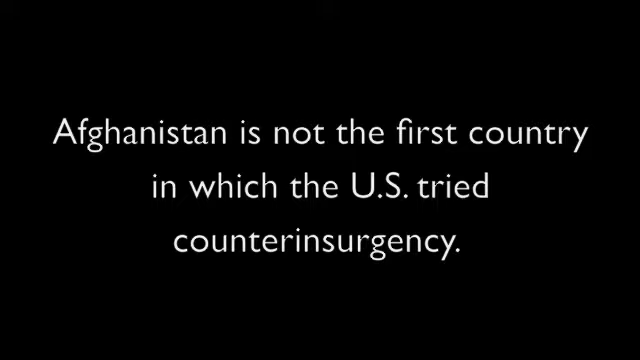 Afghanistan is not the first country
in which the U.S. tried
counterinsurgency.